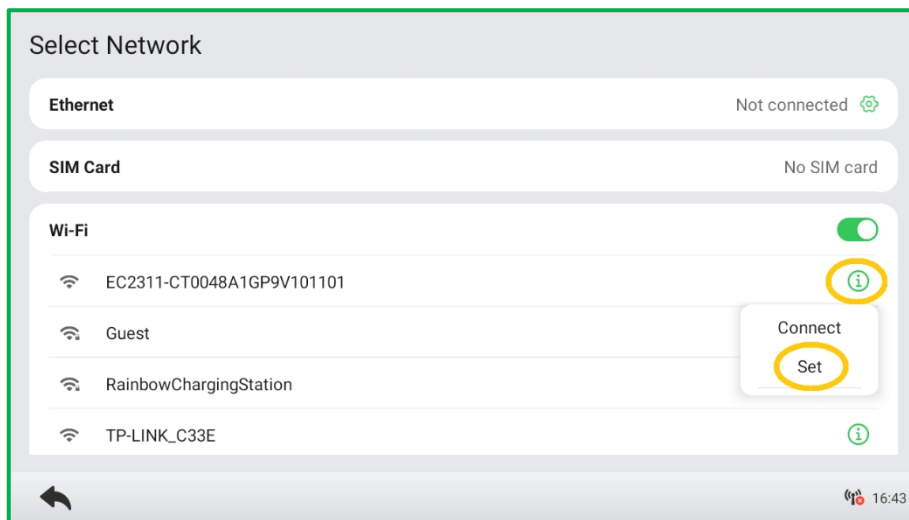 Select Network
Ethernet Not connected
SIM Card No SIM card
Wi-Fi
EC2311-CT0048A1GP9V101101
Guest
Connect
Set
RainbowChargingStation
TP-LINK_C33E
16:43